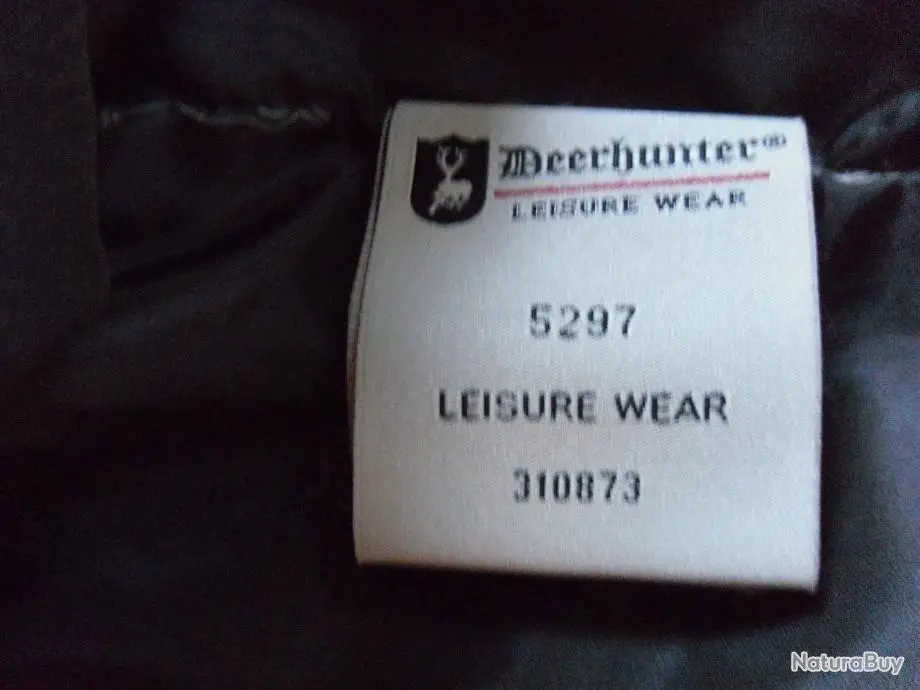 Deerhunter®
LEISURE WEAR
5297
LEISURE WEAR
310873
NaturaBuy